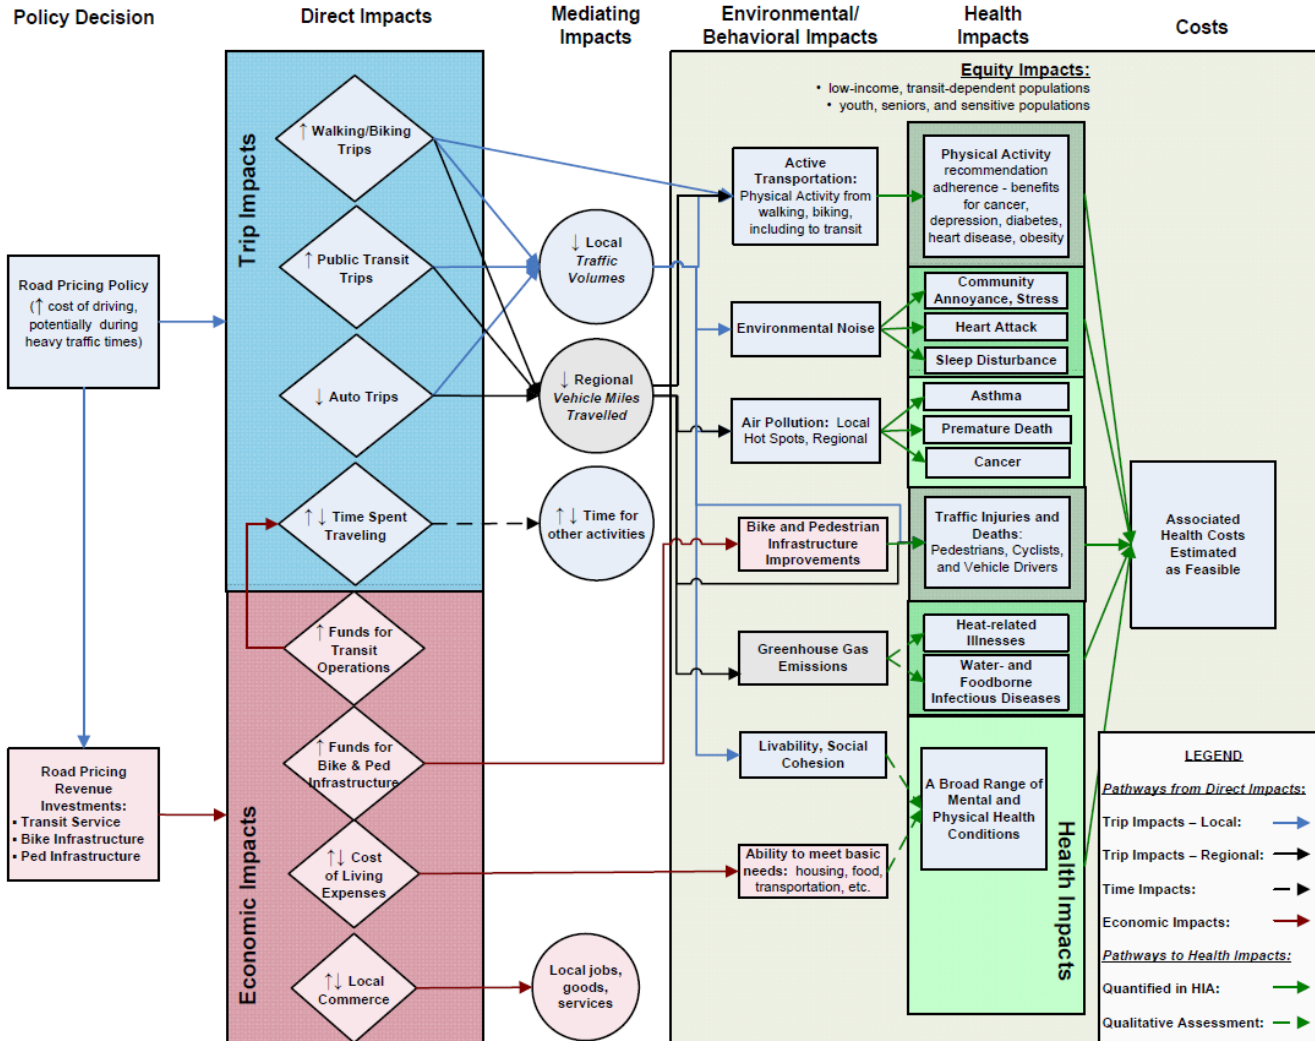 Policy Decision
Direct Impacts
Mediating
Impacts
Environmental/
Behavioral Impacts
Health
Impacts
Costs
Equity Impacts:
• low-income, transit-dependent populations
• youth, seniors, and sensitive populations
Trip Impacts
↑ Walking/Biking
Trips
↑ Public Transit
Trips
↓ Auto Trips
↑↓ Time Spent
Traveling
Road Pricing Policy
(↑ cost of driving,
potentially during
heavy traffic times)
Road Pricing
Revenue
Investments:
▪ Transit Service
▪ Bike Infrastructure
▪ Ped Infrastructure
Economic Impacts
↑ Funds for
Transit
Operations
↑ Funds for
Bike & Ped
Infrastructure
↑↓ Cost
of Living
Expenses
↑↓ Local
Commerce
↓ Local
Traffic
Volumes
↓ Regional
Vehicle Miles
Travelled
↑↓ Time for
other activities
Local jobs,
goods,
services
Active
Transportation:
Physical Activity from
walking, biking,
including to transit
Environmental Noise
Air Pollution: Local
Hot Spots, Regional
Bike and Pedestrian
Infrastructure
Improvements
Greenhouse Gas
Emissions
Livability, Social
Cohesion
Ability to meet basic
needs: housing, food,
transportation, etc.
Physical Activity
recommendation
adherence - benefits
for cancer,
depression, diabetes,
heart disease, obesity
Community
Annoyance, Stress
Heart Attack
Sleep Disturbance
Asthma
Premature Death
Cancer
Traffic Injuries and
Deaths:
Pedestrians, Cyclists,
and Vehicle Drivers
Heat-related
Illnesses
Water- and
Foodborne
Infectious Diseases
A Broad Range of
Mental and
Physical Health
Conditions
Health Impacts
Associated
Health Costs
Estimated
as Feasible
LEGEND
Pathways from Direct Impacts:
Trip Impacts – Local:
Trip Impacts – Regional:
Time Impacts:
Economic Impacts:
Pathways to Health Impacts:
Quantified in HIA:
Qualitative Assessment: